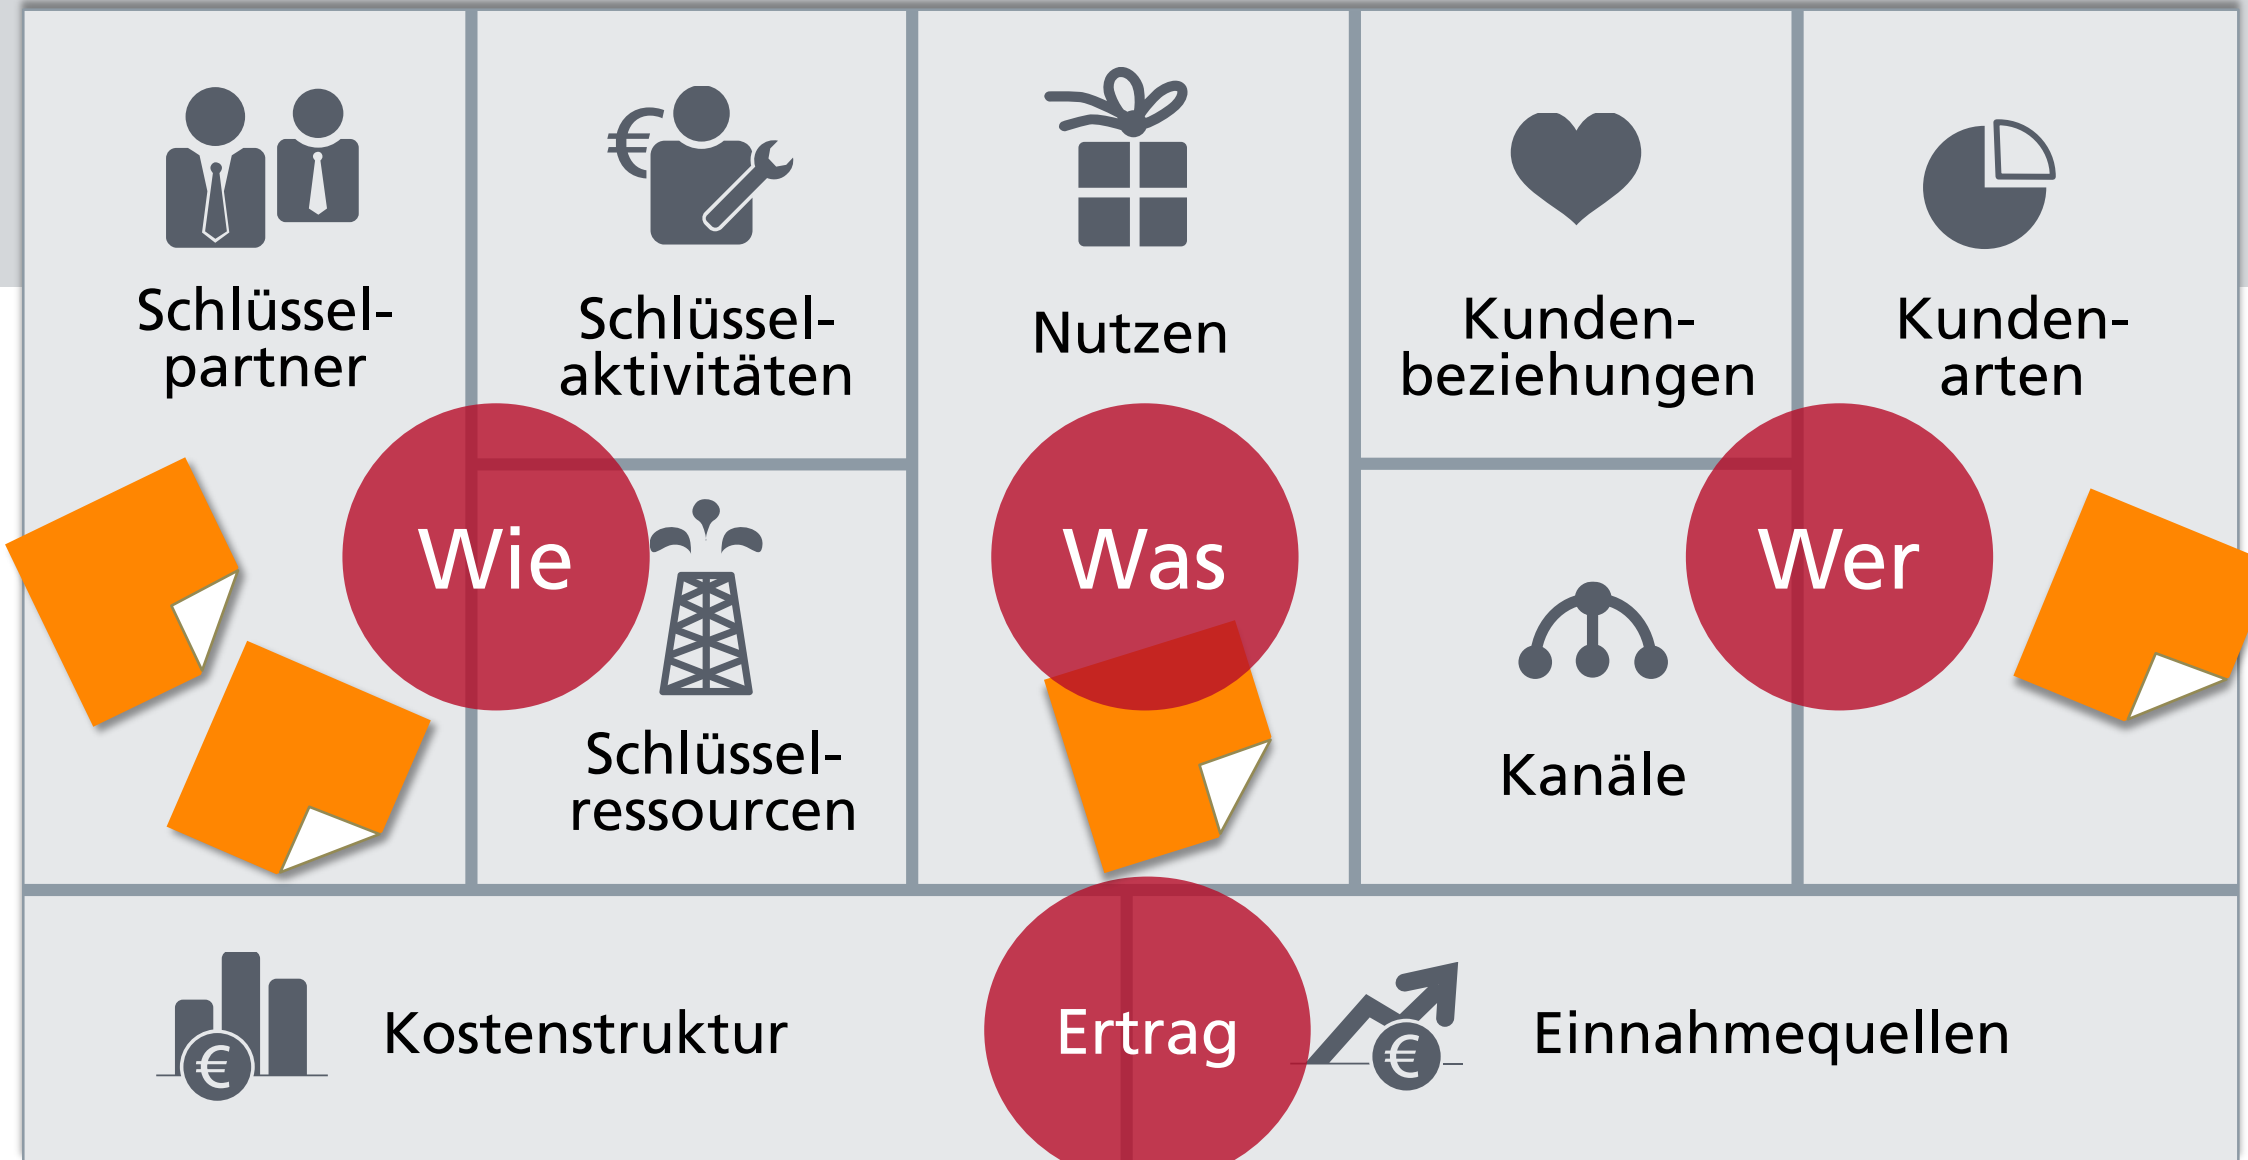 Schlüssel-
partner
Schlüssel-
aktivitäten
Nutzen
Kunden-
beziehungen
Kunden-
arten
Wie
Was
Wer
Schlüssel-
ressourcen
Kanäle
€
€ Kostenstruktur
Ertrag
€ Einnahmequellen